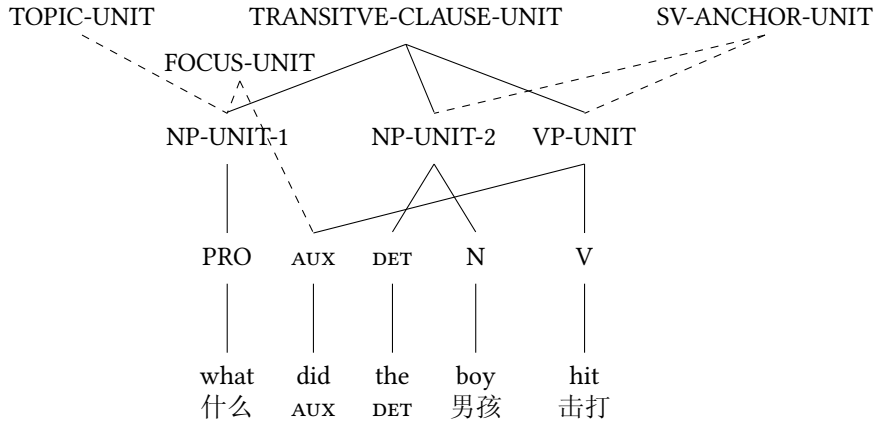 TOPIC-UNIT TRANSITVE-CLAUSE-UNIT SV-ANCHOR-UNIT
FOCUS-UNIT
NP-UNIT-1 NP-UNIT-2 VP-UNIT
PRO AUX DET N V
what did the boy hit
什么 AUX DET 男孩 击打